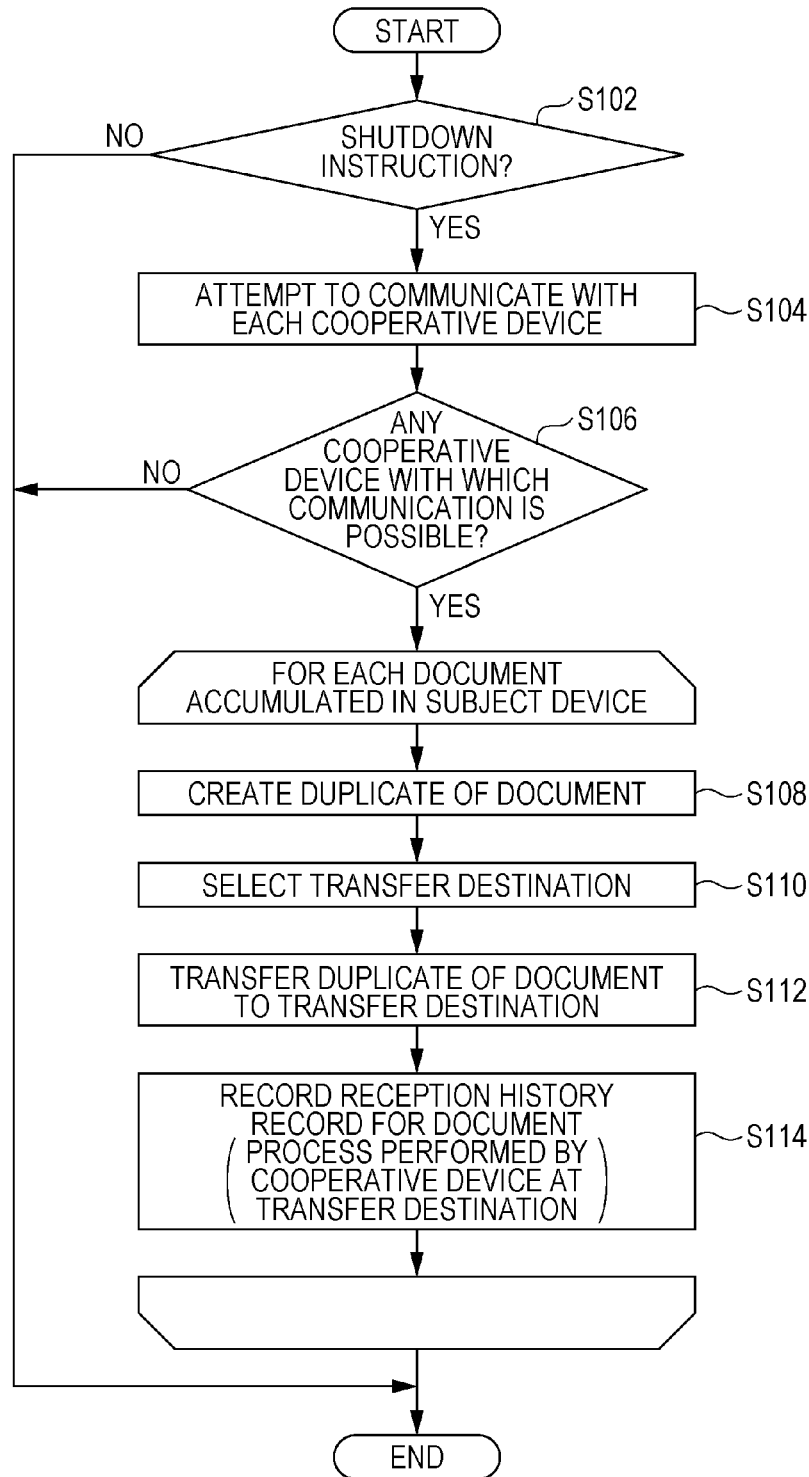 START
S102
NO
SHUTDOWN
INSTRUCTION?
YES
ATTEMPT TO COMMUNICATE WITH
EACH COOPERATIVE DEVICE
S104
S106
ANY
COOPERATIVE
DEVICE WITH WHICH
COMMUNICATION IS
POSSIBLE?
NO
YES
FOR EACH DOCUMENT
ACCUMULATED IN SUBJECT DEVICE
CREATE DUPLICATE OF DOCUMENT
S108
SELECT TRANSFER DESTINATION
S110
TRANSFER DUPLICATE OF DOCUMENT
TO TRANSFER DESTINATION
S112
RECORD RECEPTION HISTORY
RECORD FOR DOCUMENT
(PROCESS PERFORMED BY
COOPERATIVE DEVICE AT
TRANSFER DESTINATION)
S114
END